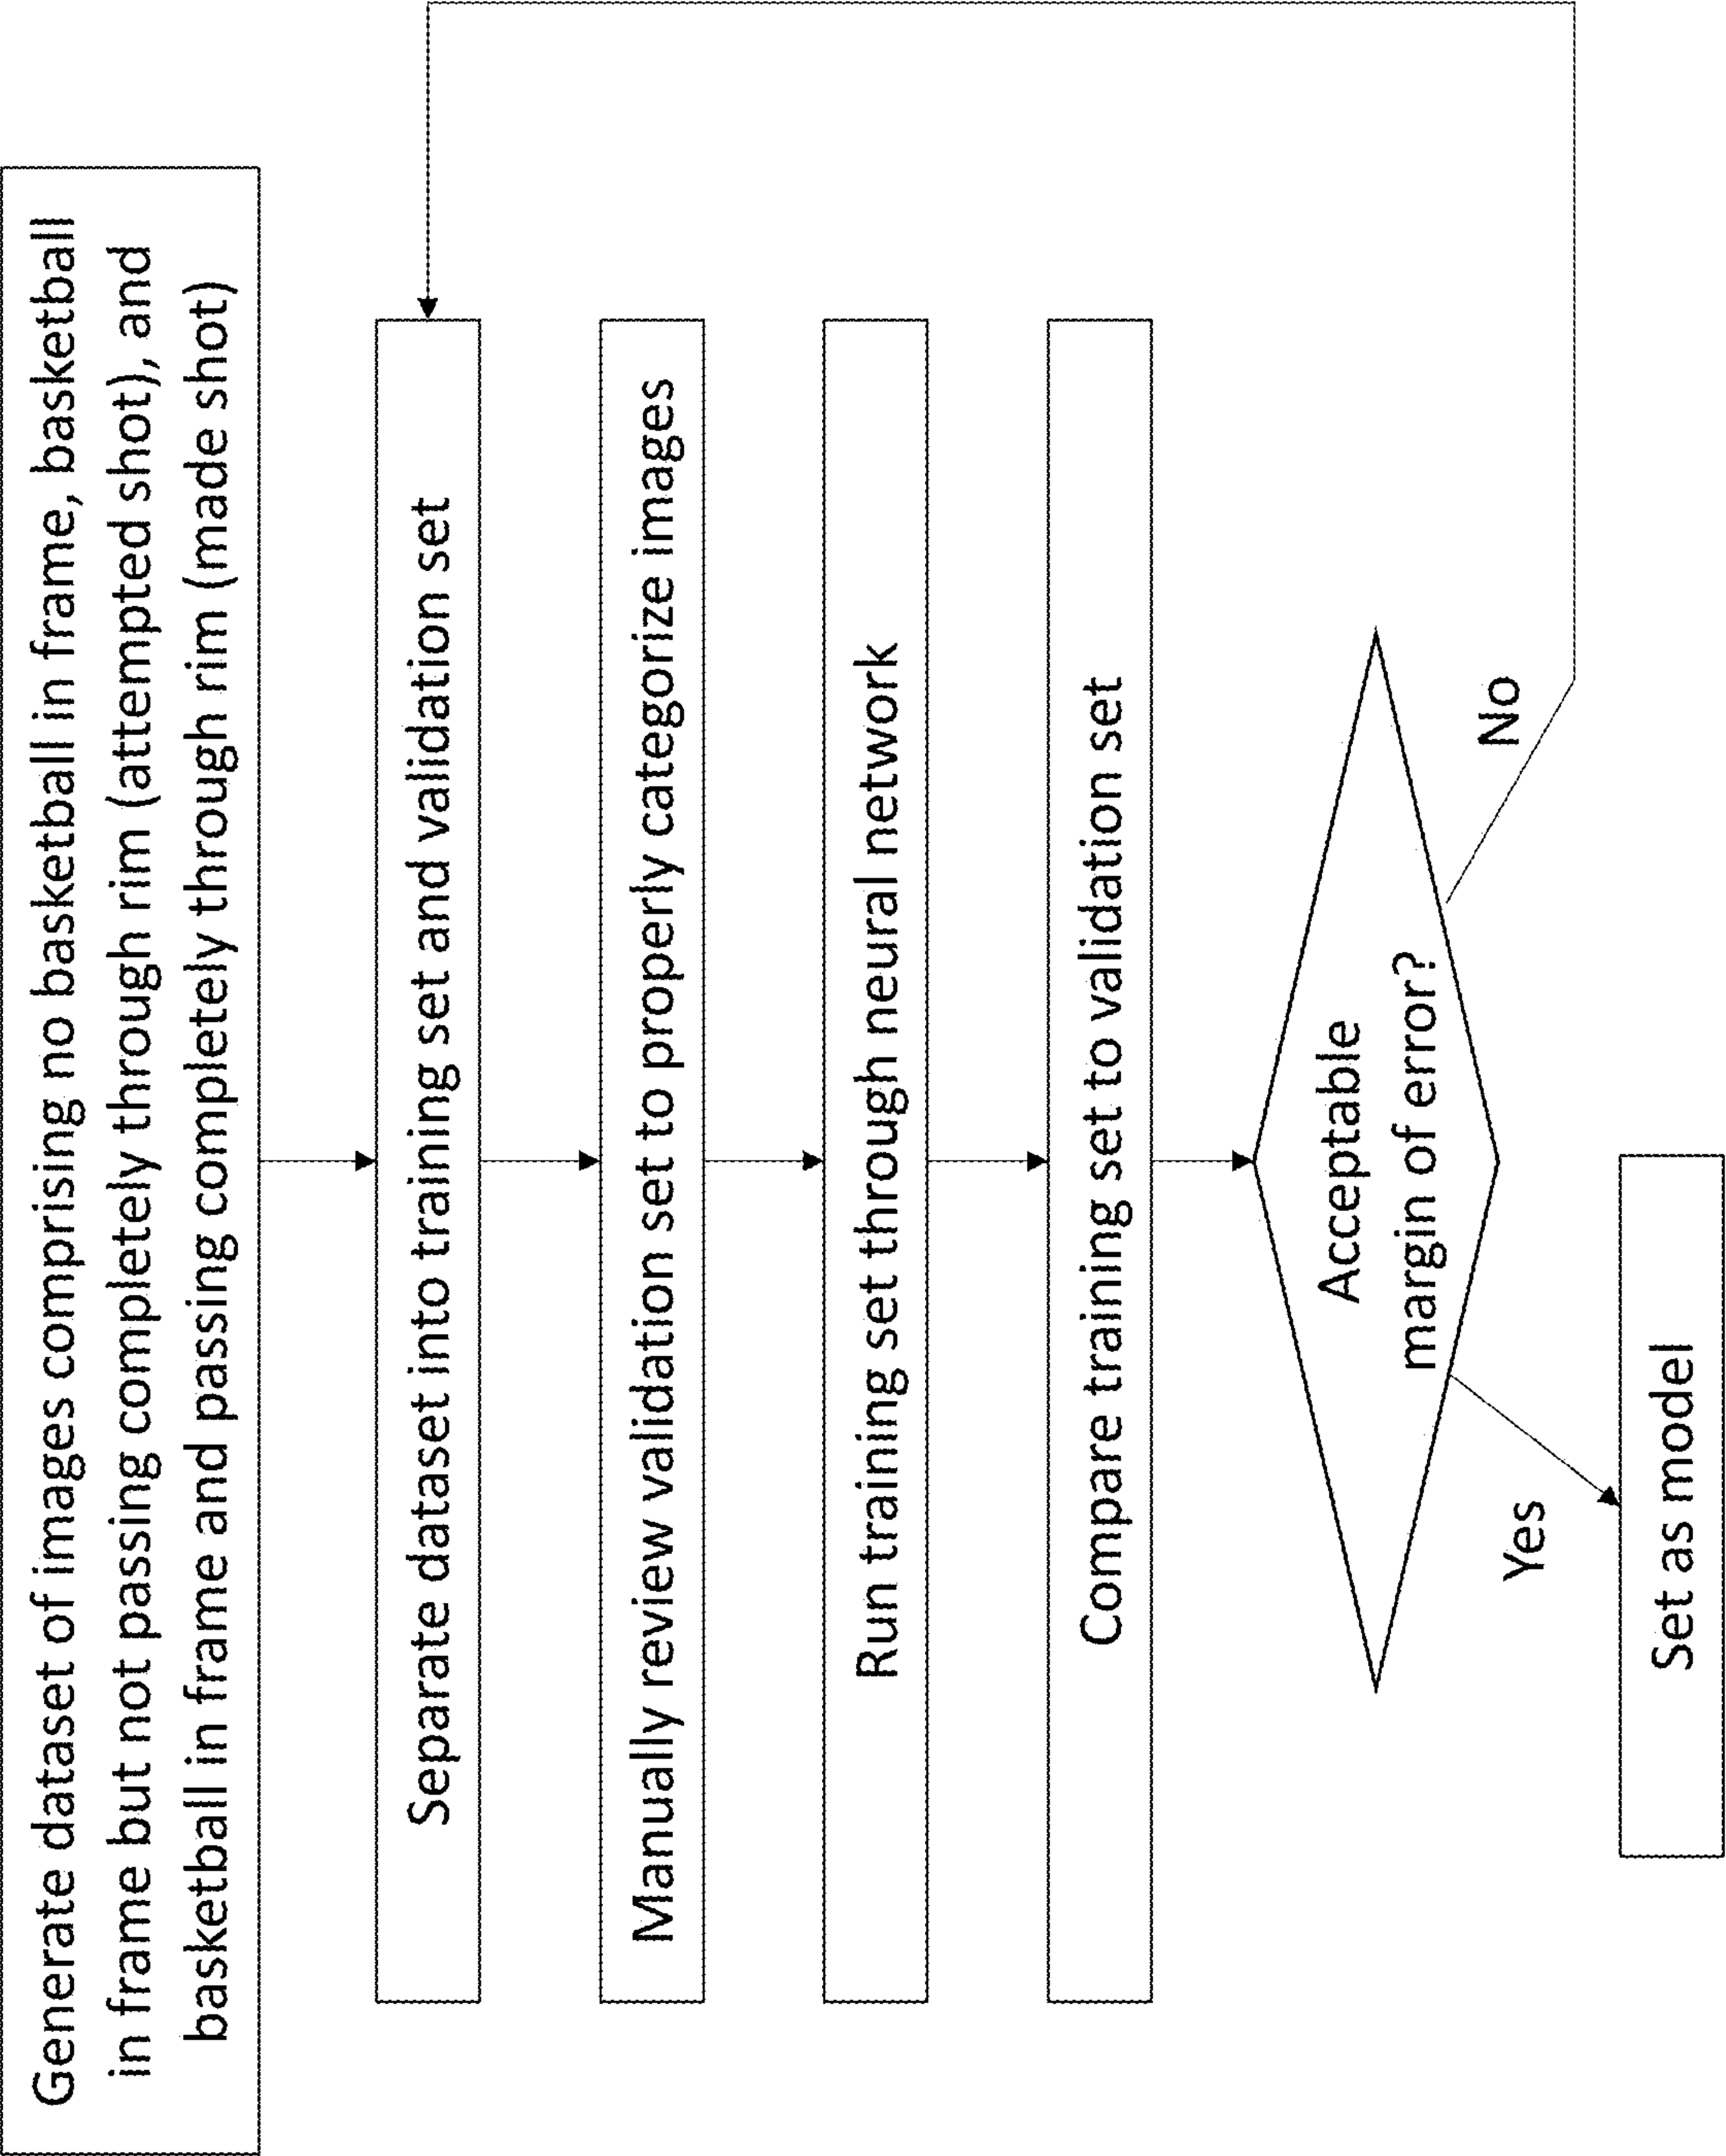 Generate dataset of images comprising no basketball in frame, basketball
in frame but not passing completely through rim (attempted shot), and
basketball in frame and passing completely through rim (made shot)
Separate dataset into training set and validation set
Manually review validation set to properly categorize images
Run training set through neural network
Compare training set to validation set
Acceptable
margin of error?
Yes
No
Set as model